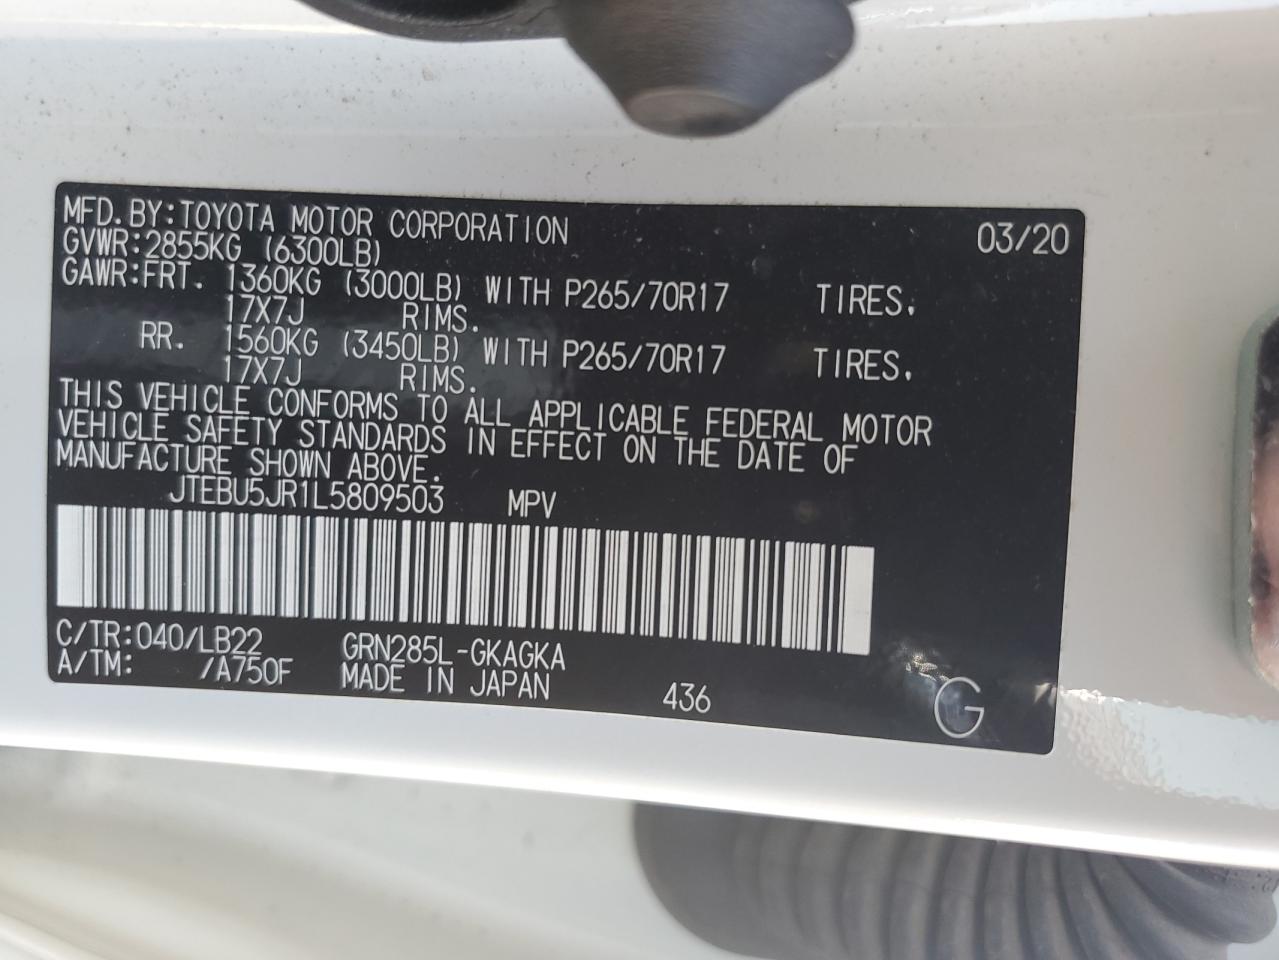 MFD.BY:TOYOTA MOTOR CORPORATION 03/20
GVWR:2855KG (6300LB)
GAWR:FRT. 1360KG (3000LB) WITH P265/70R17 TIRES,
17X7J RIMS.
RR. 1560KG (3450LB) WITH P265/70R17 TIRES,
17X7J RIMS.
THIS VEHICLE CONFORMS TO ALL APPLICABLE FEDERAL MOTOR
VEHICLE SAFETY STANDARDS IN EFFECT ON THE DATE OF
MANUFACTURE SHOWN ABOVE.
JTEBU5JR1L5809503 MPV
C/TR:040/LB22 GRN285L-GKAGKA
A/TM: /A750F MADE IN JAPAN 436 G